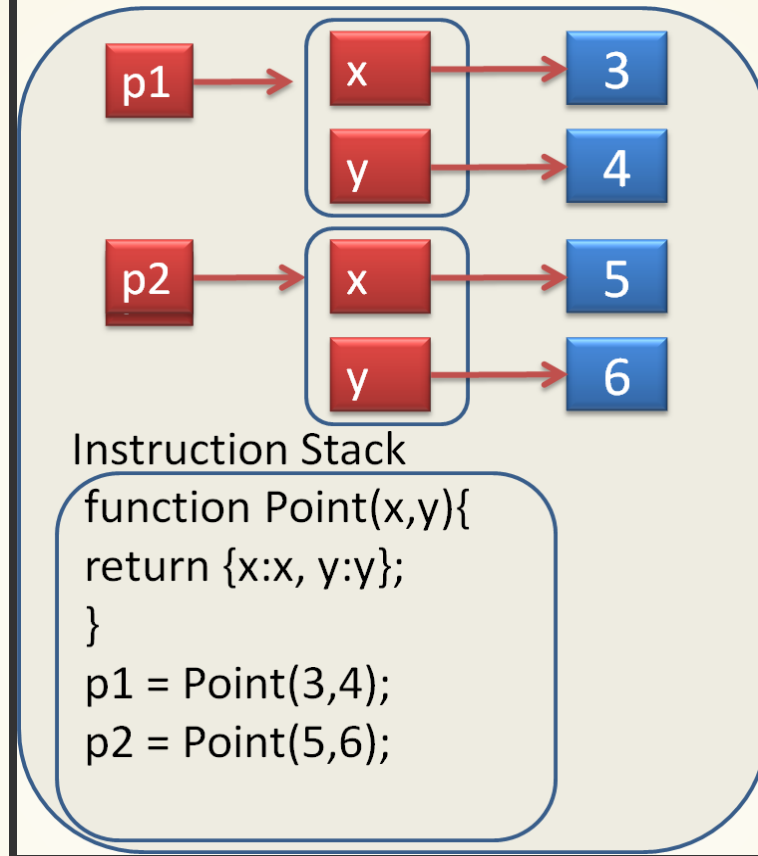 p1 x 3
y 4
p2 x 5
y 6
Instruction Stack
function Point(x,y){
return {x:x, y:y};
}
p1 = Point(3,4);
p2 = Point(5,6);